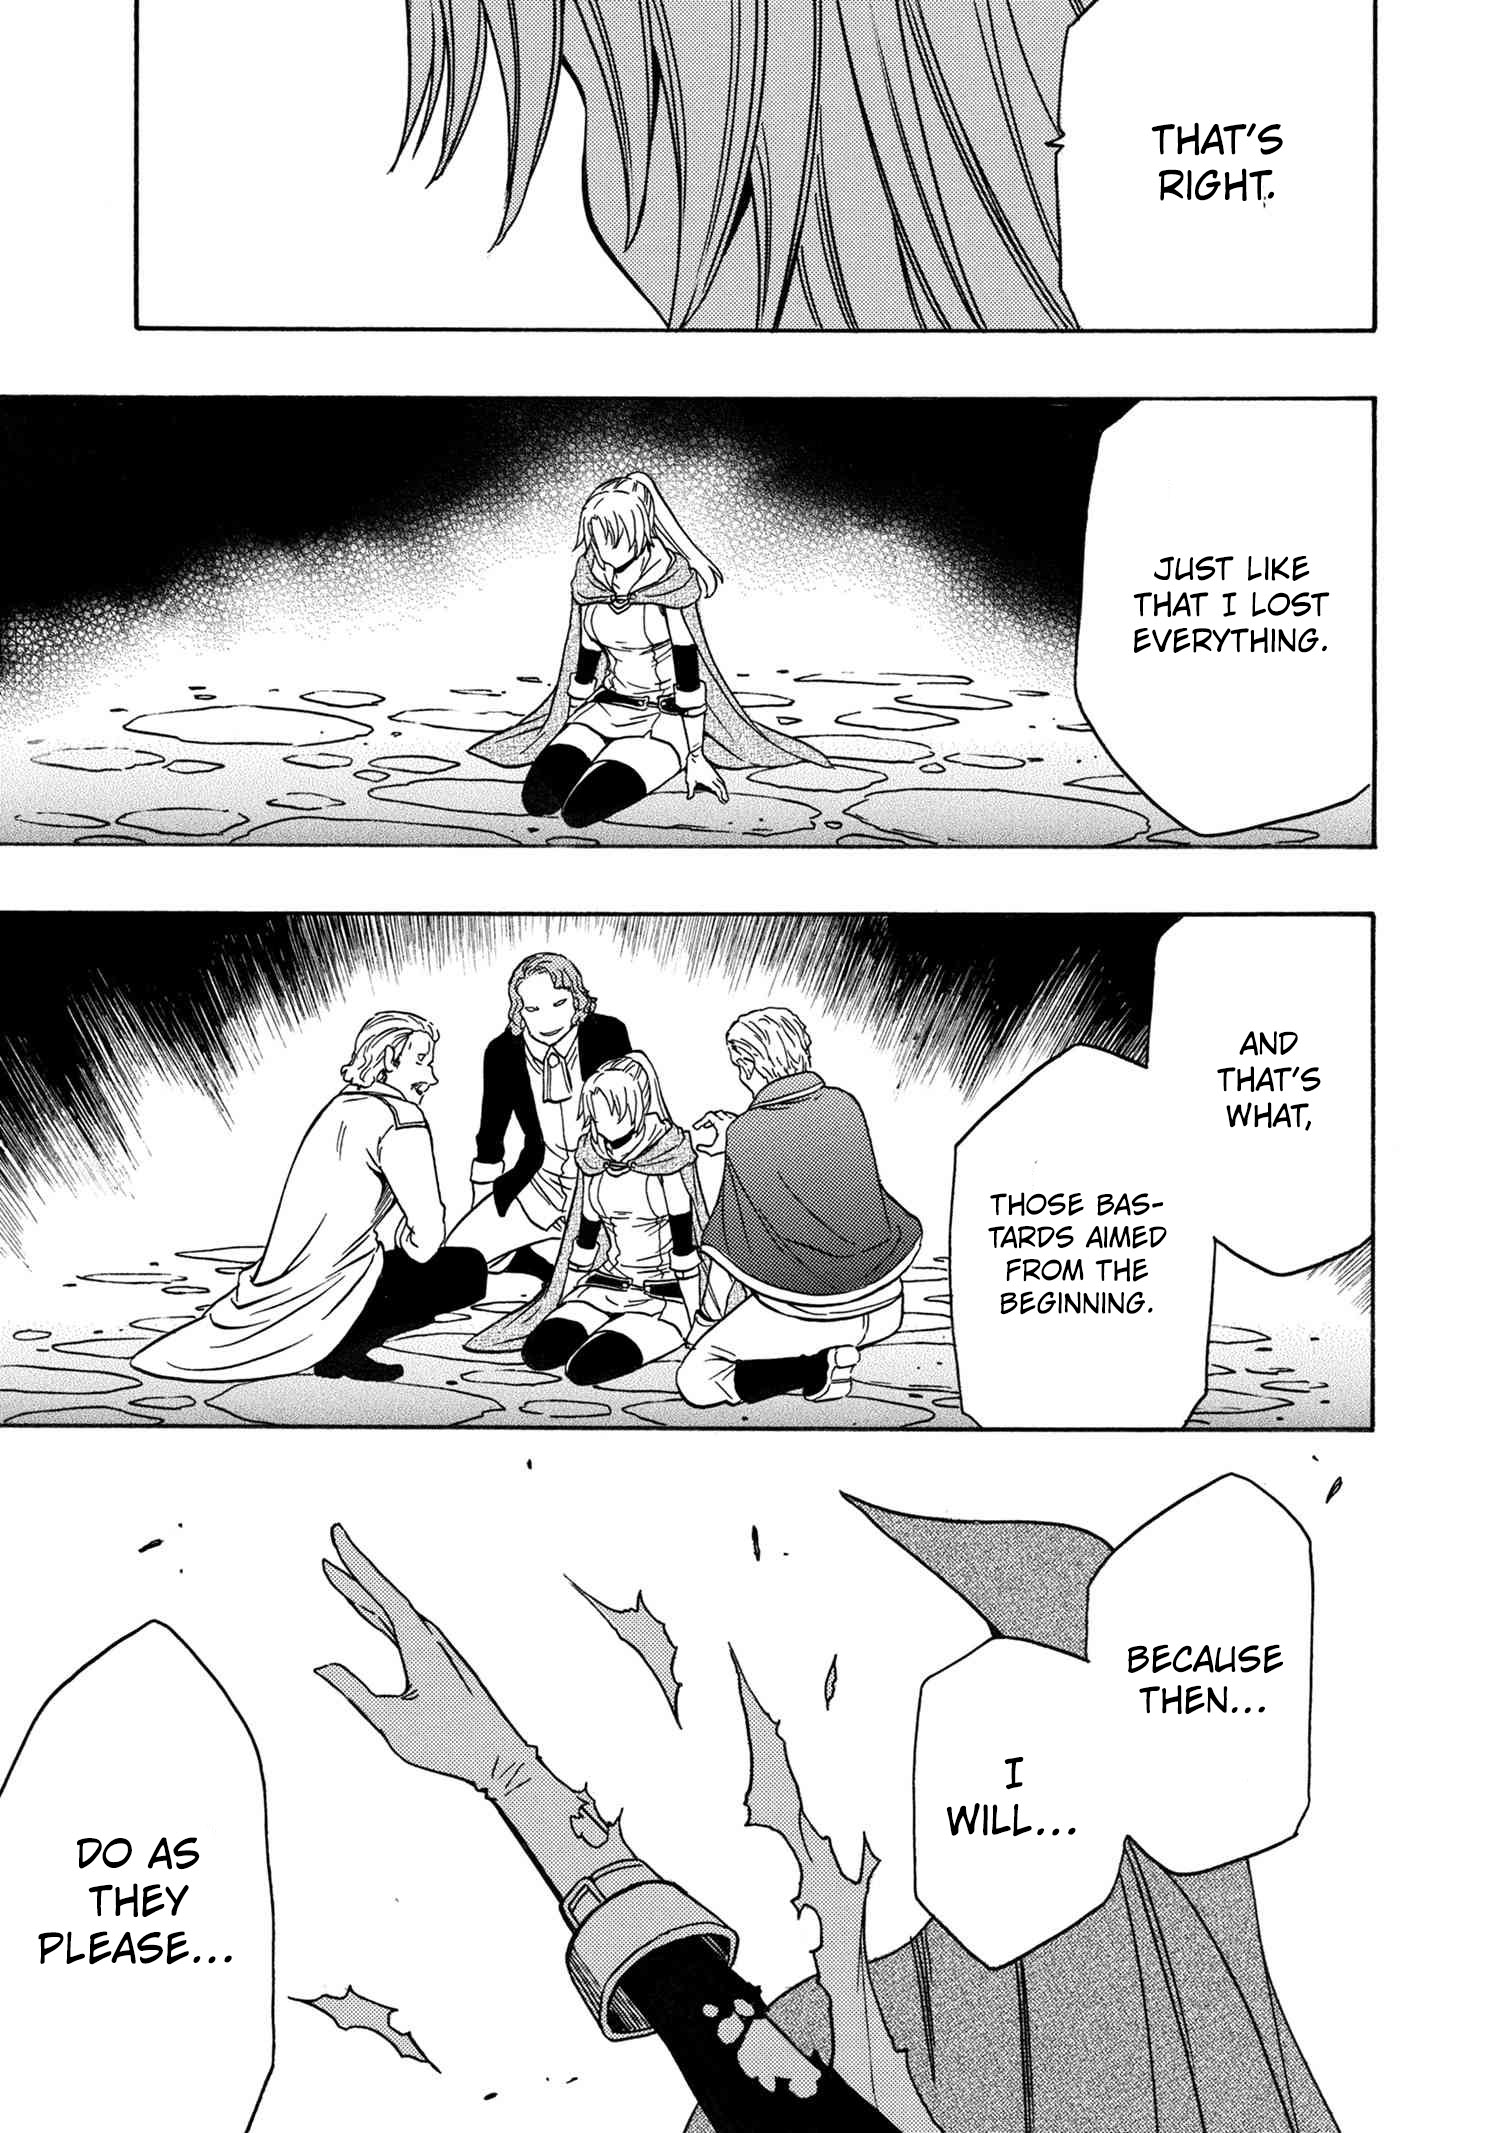 THAT'S
RIGHT.
JUST LIKE
THAT I LOST
EVERYTHING.
AND
THAT'S
WHAT,
THOSE BAS-
TARDS AIMED
FROM THE
BEGINNING.
BECAUSE
THEN...
I
WILL...
DO AS
THEY
PLEASE...